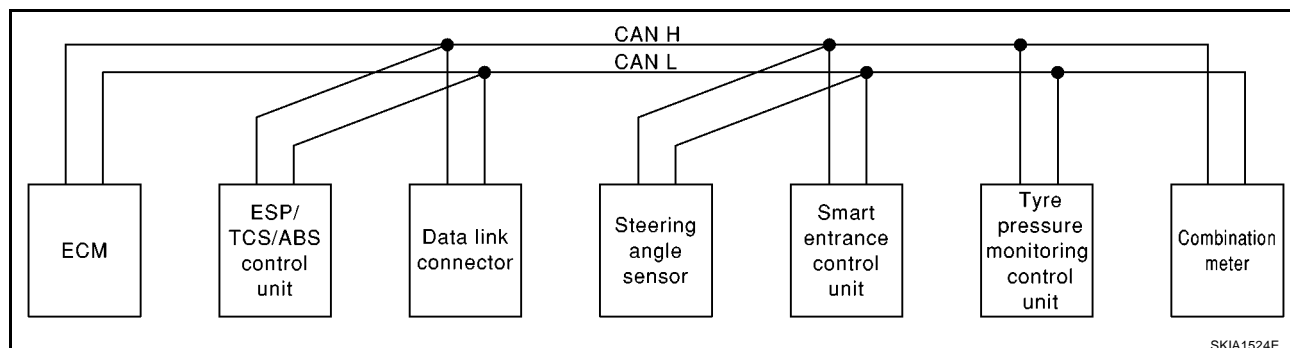 CAN H
CAN L
ECM
ESP/
TCS/ABS
control
unit
Data link
connector
Steering
angle
sensor
Smart
entrance
control
unit
Tyre
pressure
monitoring
control
unit
Combination
meter
SKIA1524E